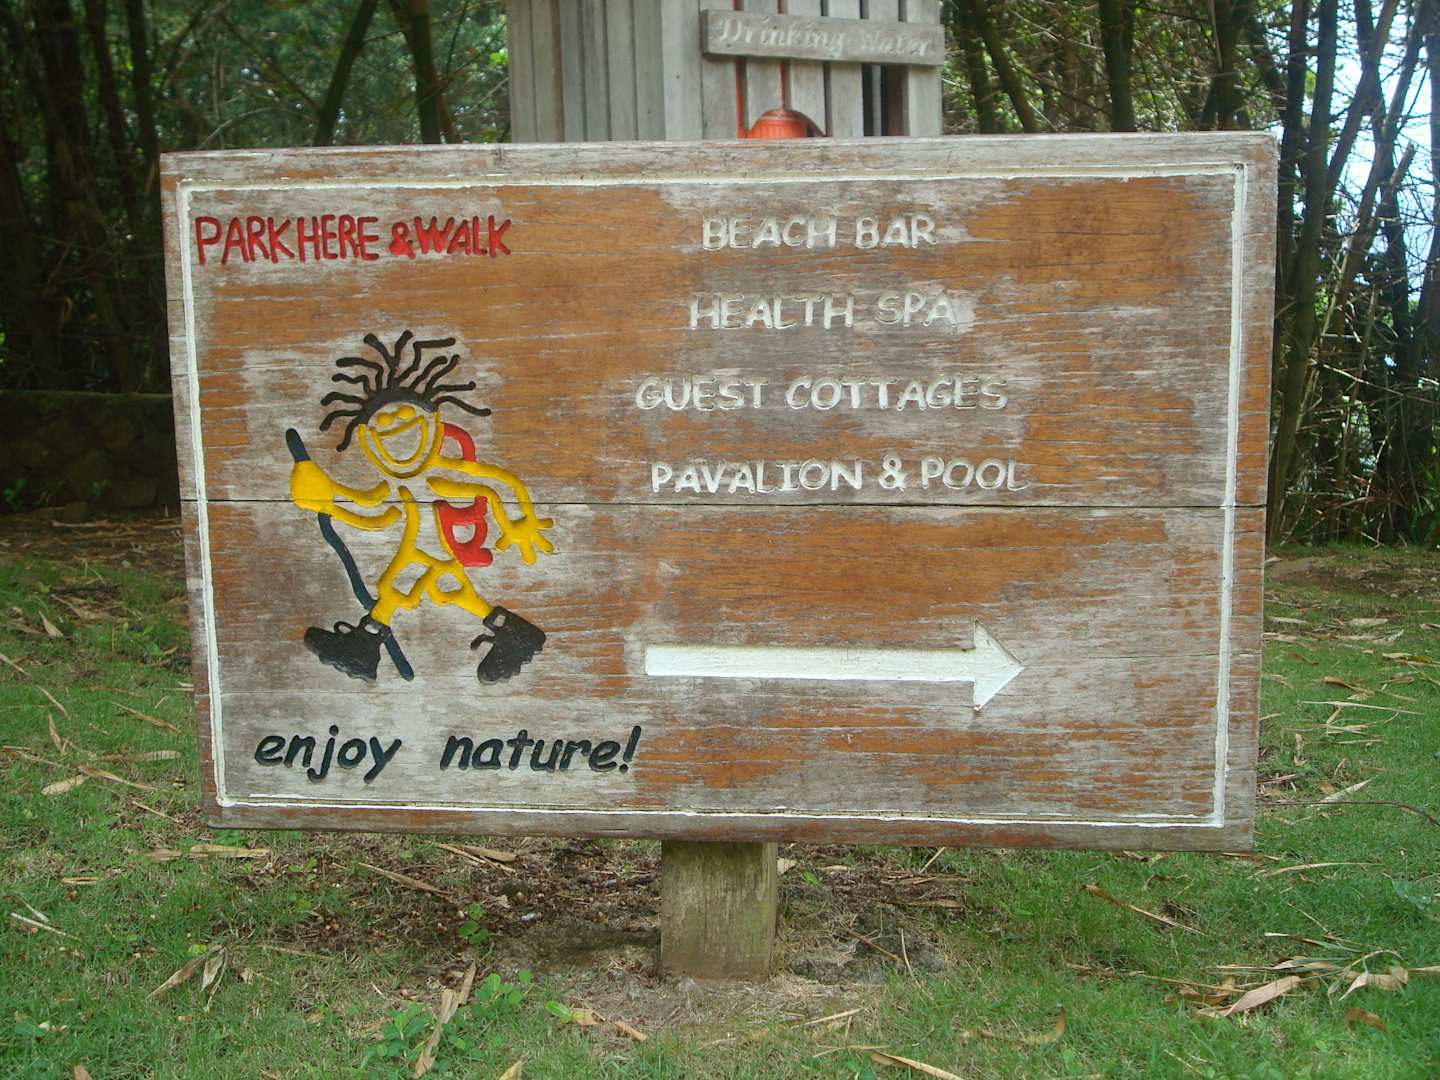 Drinking Water
PARK HERE & WALK
BEACH BAR
HEALTH SPA
GUEST COTTAGES
PAVALION & POOL
enjoy nature!